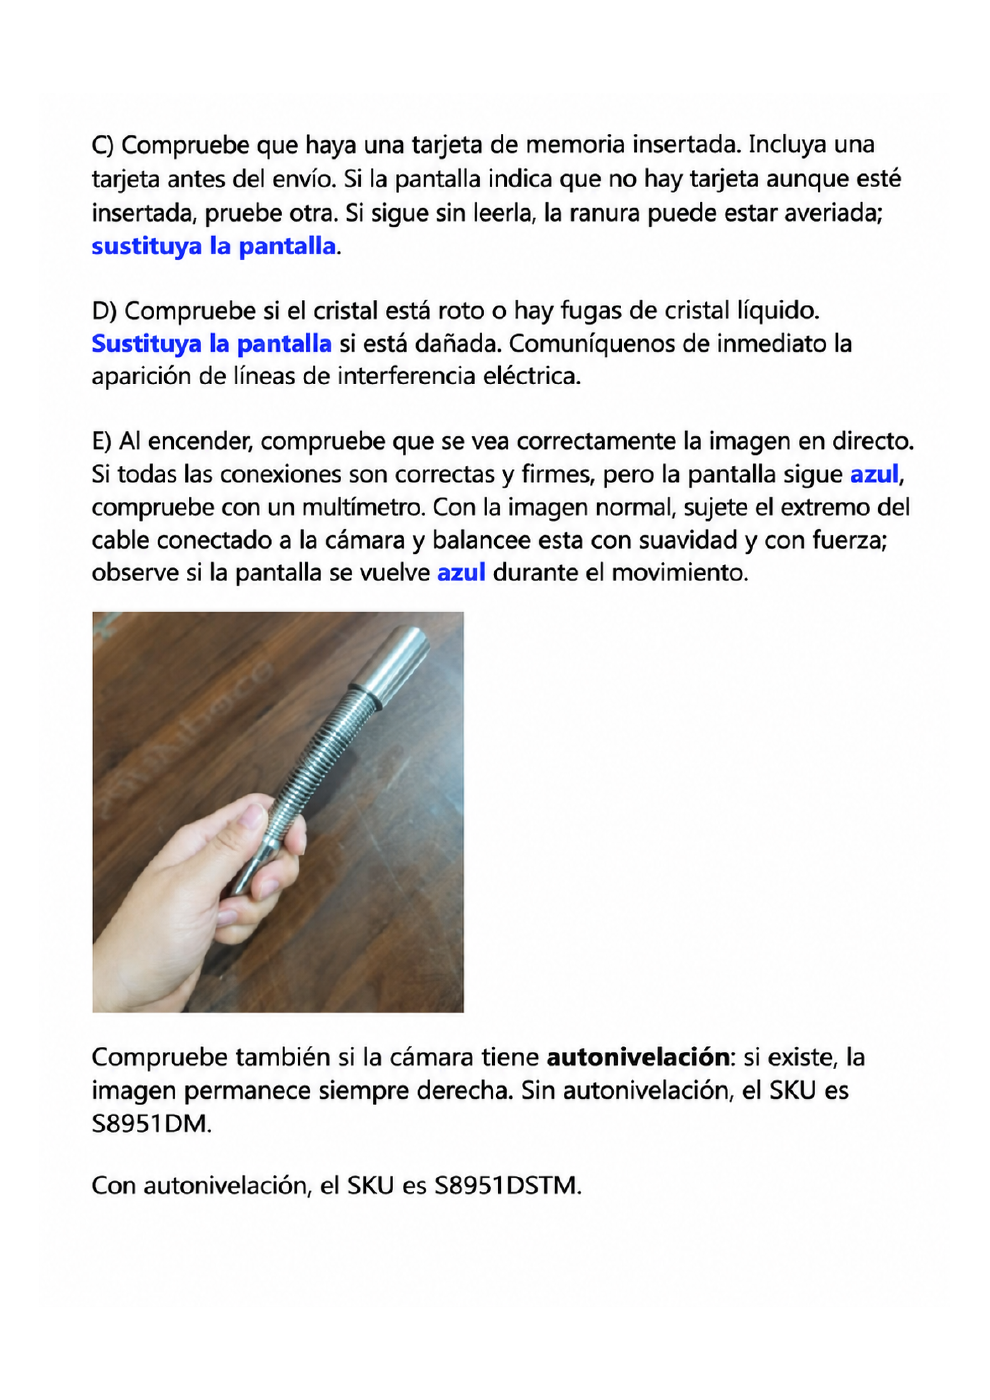 C) Compruebe que haya una tarjeta de memoria insertada. Incluya una
tarjeta antes del envío. Si la pantalla indica que no hay tarjeta aunque esté
insertada, pruebe otra. Si sigue sin leerla, la ranura puede estar averiada;
sustituya la pantalla.
D) Compruebe si el cristal está roto o hay fugas de cristal líquido.
Sustituya la pantalla si está dañada. Comuníquenos de inmediato la
aparición de líneas de interferencia eléctrica.
E) Al encender, compruebe que se vea correctamente la imagen en directo.
Si todas las conexiones son correctas y firmes, pero la pantalla sigue azul,
compruebe con un multímetro. Con la imagen normal, sujete el extremo del
cable conectado a la cámara y balancee esta con suavidad y con fuerza;
observe si la pantalla se vuelve azul durante el movimiento.
Compruebe también si la cámara tiene autonivelación: si existe, la
imagen permanece siempre derecha. Sin autonivelación, el SKU es
S8951DM.
Con autonivelación, el SKU es S8951DSTM.